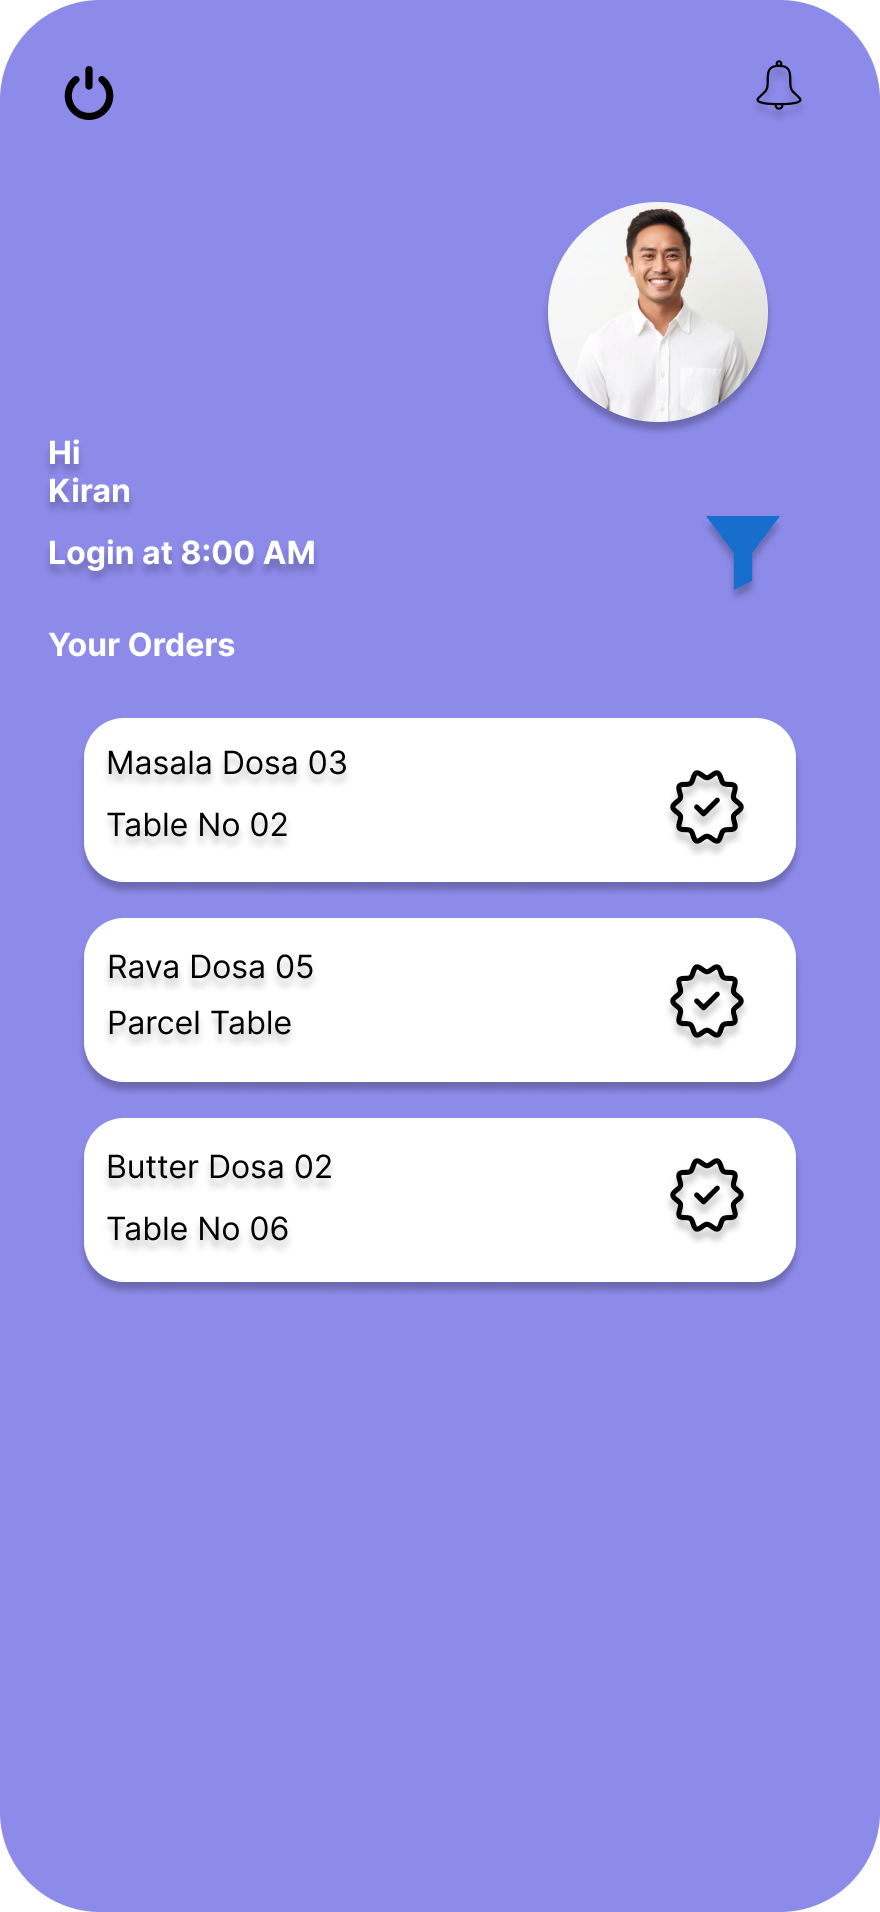 Hi
Kiran
Login at 8:00 AM
Your Orders
Masala Dosa 03
Table No 02
Rava Dosa 05
Parcel Table
Butter Dosa 02
Table No 06